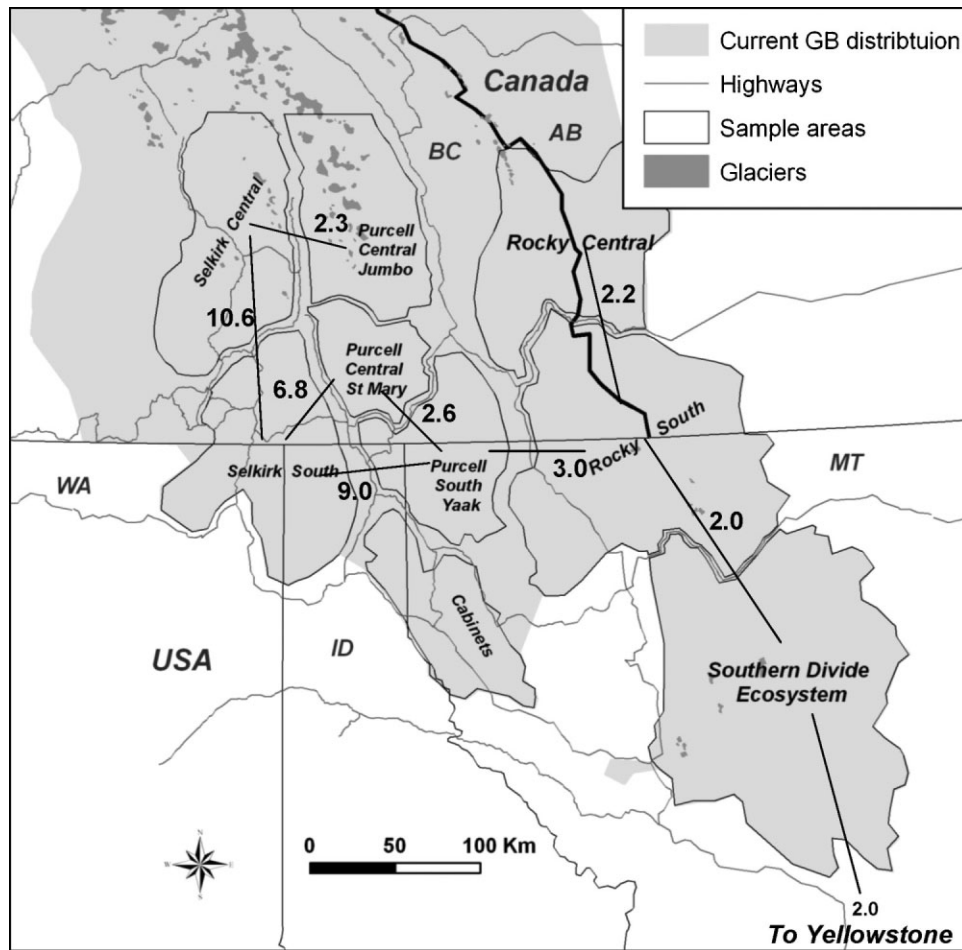 Current GB distribtuion
Highways
Sample areas
Glaciers
Canada
AB
BC
Selkirk Central
2.3
Purcell
Central
Jumbo
Rocky Central
2.2
10.6
6.8
Purcell
Central
St Mary
2.6
Rocky South
3.0
Selkirk South
9.0
Purcell
South
Yaak
WA
MT
2.0
Cabinets
USA
ID
Southern Divide
Ecosystem
N
W E
S
0 50 100 Km
2.0
To Yellowstone